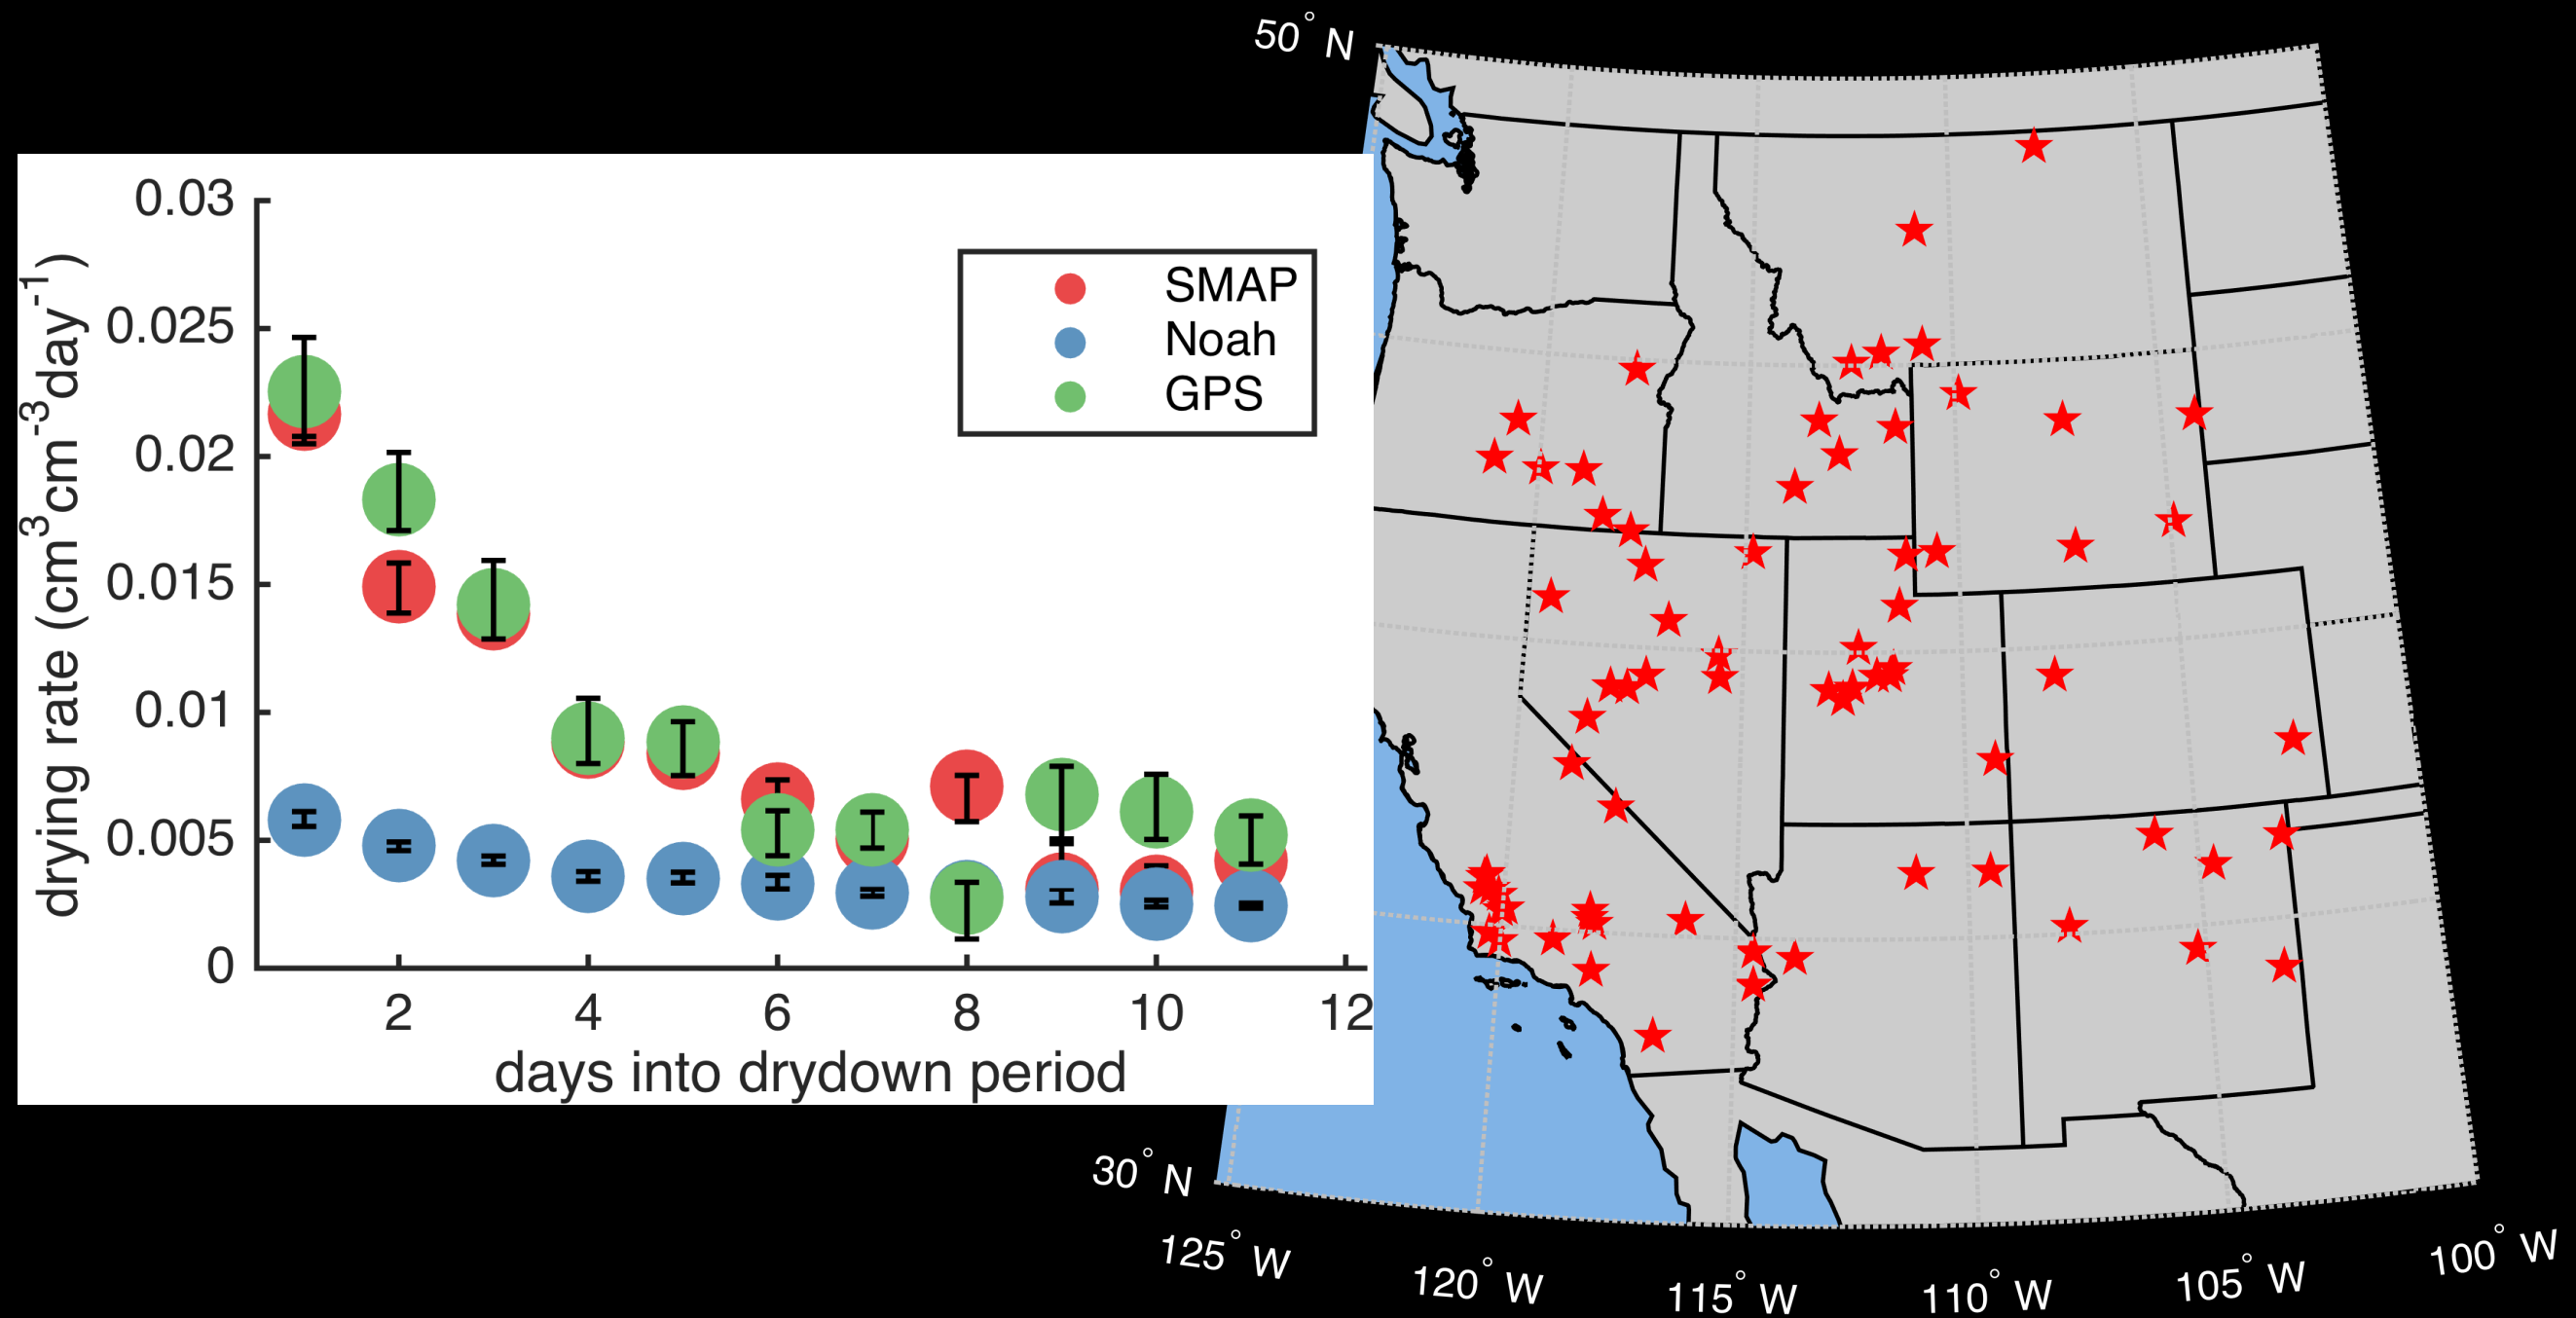 50° N
0.03
0.025
0.02
0.015
0.01
0.005
0
drying rate (cm³cm⁻³day⁻¹)
SMAP
Noah
GPS
2 4 6 8 10 12
days into drydown period
30° N
125° W 120° W 115° W 110° W 105° W 100° W